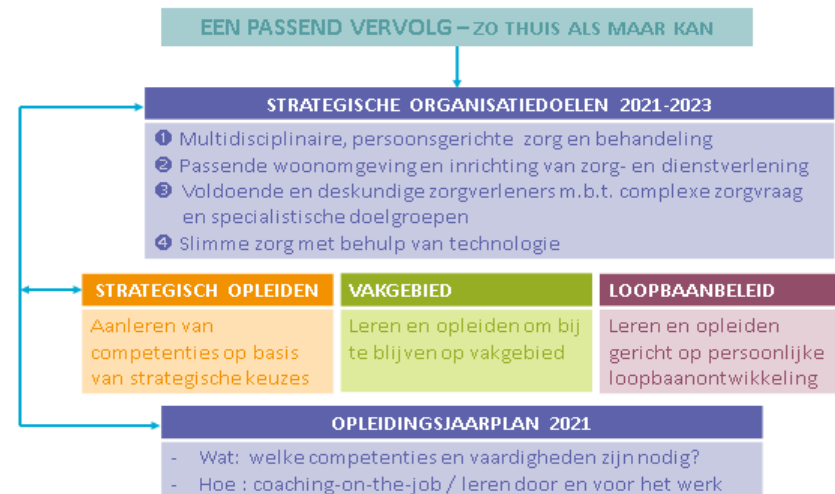 EEN PASSEND VERVOLG – ZO THUIS ALS MAAR KAN
STRATEGISCHE ORGANISATIEDOELEN 2021-2023
❶ Multidisciplinaire, persoonsgerichte zorg en behandeling
❷ Passende woonomgeving en inrichting van zorg- en dienstverlening
❸ Voldoende en deskundige zorgverleners m.b.t. complexe zorgvraag
en specialistische doelgroepen
❹ Slimme zorg met behulp van technologie
STRATEGISCH OPLEIDEN
Aanleren van
competenties op basis
van strategische keuzes
VAKGEBIED
Leren en opleiden om bij
te blijven op vakgebied
LOOPBAANBELEID
Leren en opleiden
gericht op persoonlijke
loopbaanontwikkeling
OPLEIDINGSJAARPLAN 2021
- Wat: welke competenties en vaardigheden zijn nodig?
- Hoe : coaching-on-the-job / leren door en voor het werk